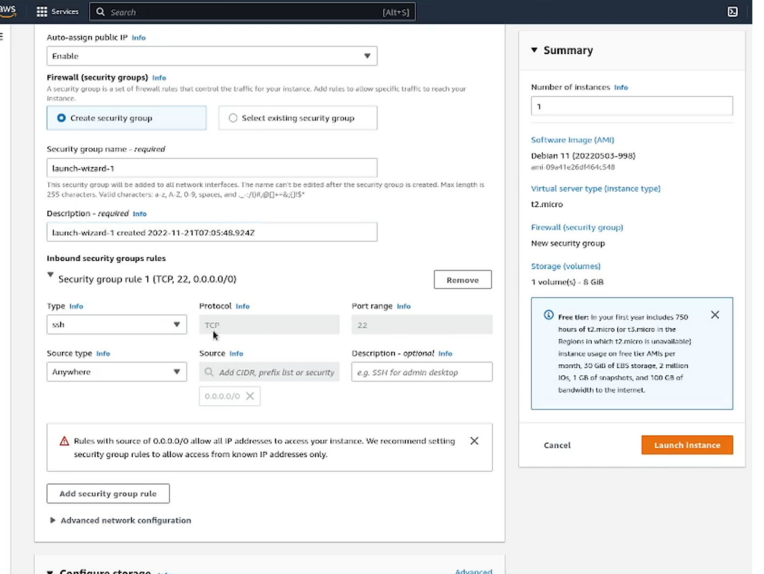 aws
Services
Search
[Alt+S]
Auto-assign public IP Info
Enable
Firewall (security groups) Info
A security group is a set of firewall rules that control the traffic for your instance. Add rules to allow specific traffic to reach your
instance.
Create security group
Select existing security group
Security group name - required
launch-wizard-1
This security group will be added to all network interfaces. The name can't be edited after the security group is created. Max length is
255 characters. Valid characters: a-z, A-Z, 0-9, spaces, and
Description - required Info
launch-wizard-1 created 2022-11-21T07:05:48.924Z
Inbound security groups rules
Security group rule 1 (TCP, 22, 0.0.0.0/0)
Remove
Type Info
Protocol Info
Port range Info
ssh
TCP
22
Source type Info
Source Info
Description - optional Info
Anywhere
Add CIDR, prefix list or security
e.g. SSH for admin desktop
0.0.0.0/0
Rules with source of 0.0.0.0/0 allow all IP addresses to access your instance. We recommend setting
security group rules to allow access from known IP addresses only.
Add security group rule
Advanced network configuration
Configure storage Info
Advanced
Summary
Number of instances Info
1
Software Image (AMI)
Debian 11 (20220503-998)
ami-09a41e26df464c548
Virtual server type (instance type)
t2.micro
Firewall (security group)
New security group
Storage (volumes)
1 volume(s) - 8 GiB
Free tier: In your first year includes 750
hours of t2.micro (or t3.micro in the
Regions in which t2.micro is unavailable)
instance usage on free tier AMIs per
month, 30 GiB of EBS storage, 2 million
IOs, 1 GB of snapshots, and 100 GB of
bandwidth to the internet.
Cancel
Launch instance